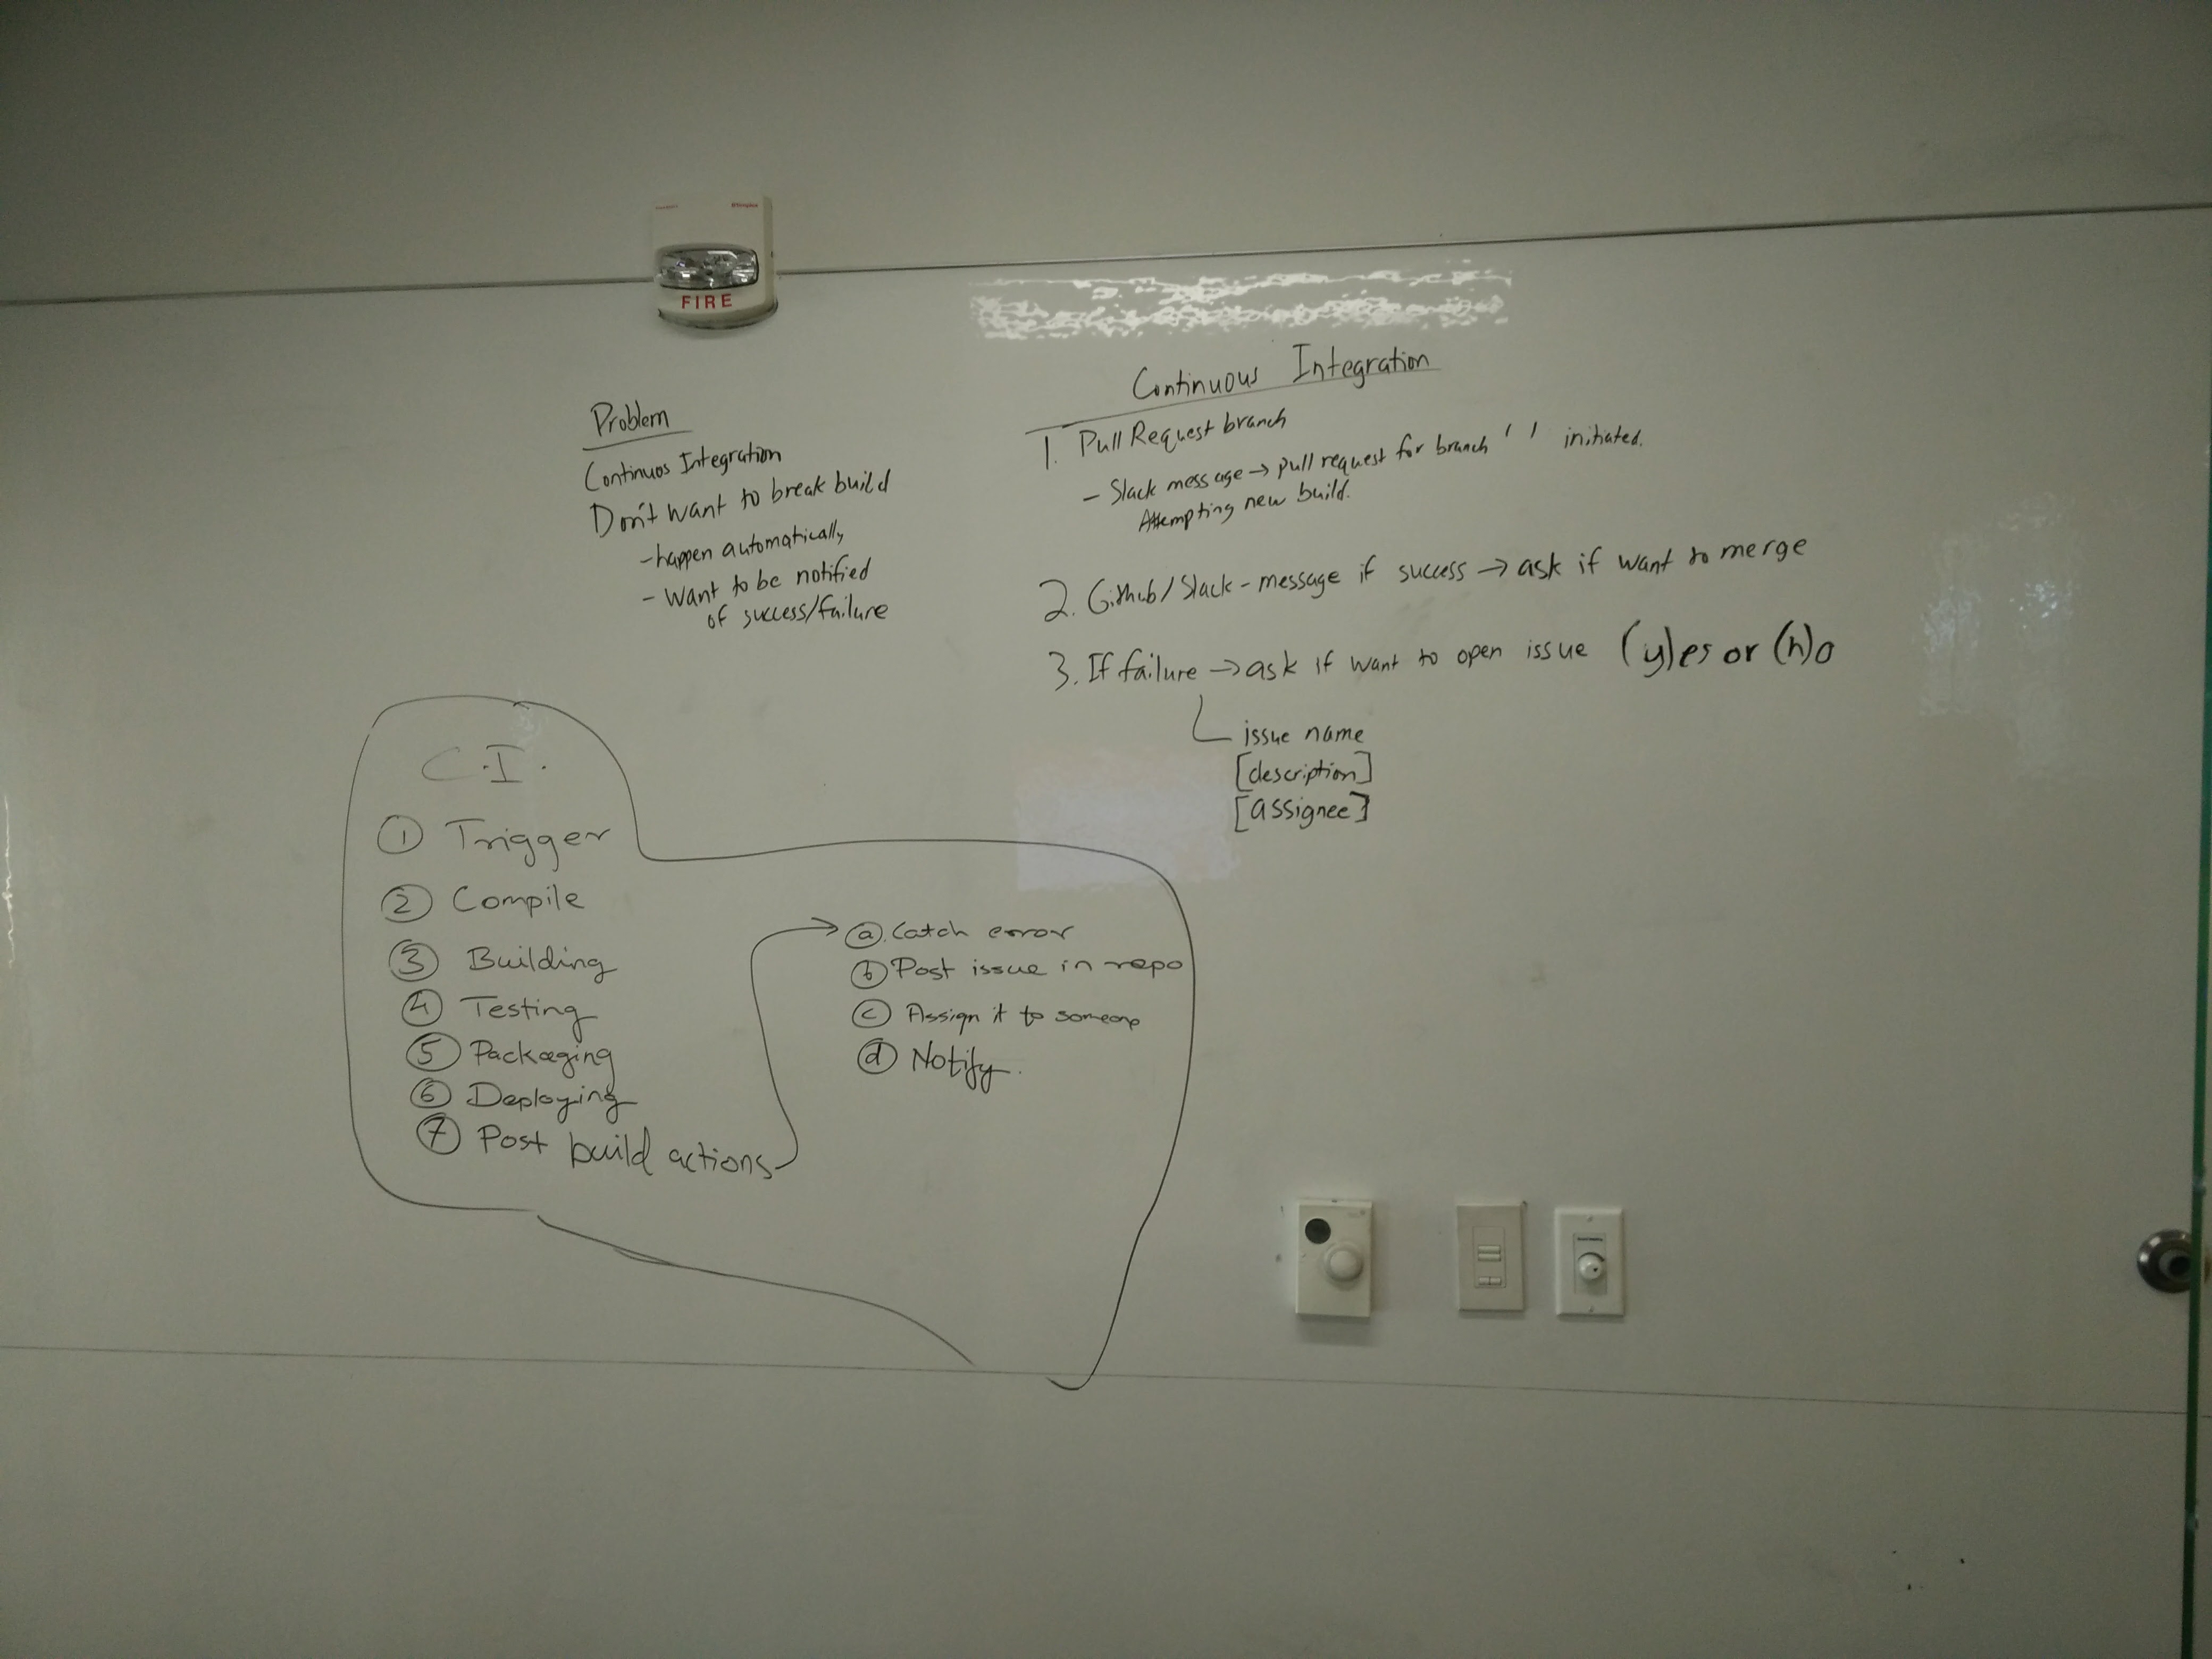 FIRE
Problem
Continuos Integration
Don't want to break build
- happen automatically
- Want to be notified
of success/failure
Continuous Integration
1. Pull Request branch
- Slack message → pull request for branch ' ' initiated.
Attempting new build.
2. Github/Slack - message if success → ask if want to merge
3. If failure → ask if want to open issue (y)es or (n)o
issue name
[description]
[assignee]
C.I.
① Trigger
② Compile
③ Building
④ Testing
⑤ Packaging
⑥ Deploying
⑦ Post build actions
ⓐ. Catch error
ⓑ Post issue in repo
ⓒ Assign it to someone
ⓓ Notify.